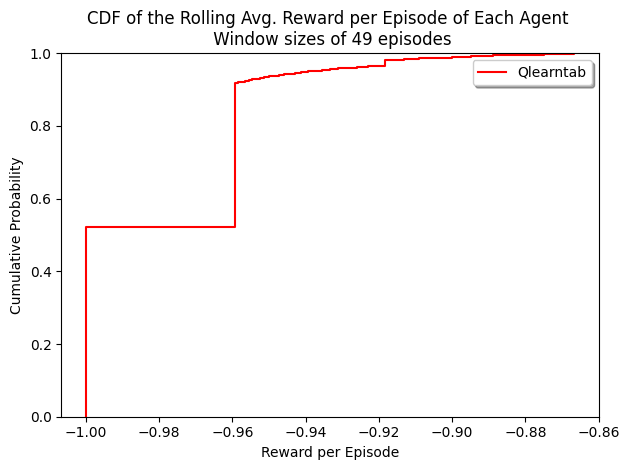 CDF of the Rolling Avg. Reward per Episode of Each Agent
Window sizes of 49 episodes
1.0
0.8
0.6
0.4
0.2
0.0
Cumulative Probability
Qlearntab
−1.00 −0.98 −0.96 −0.94 −0.92 −0.90 −0.88 −0.86
Reward per Episode